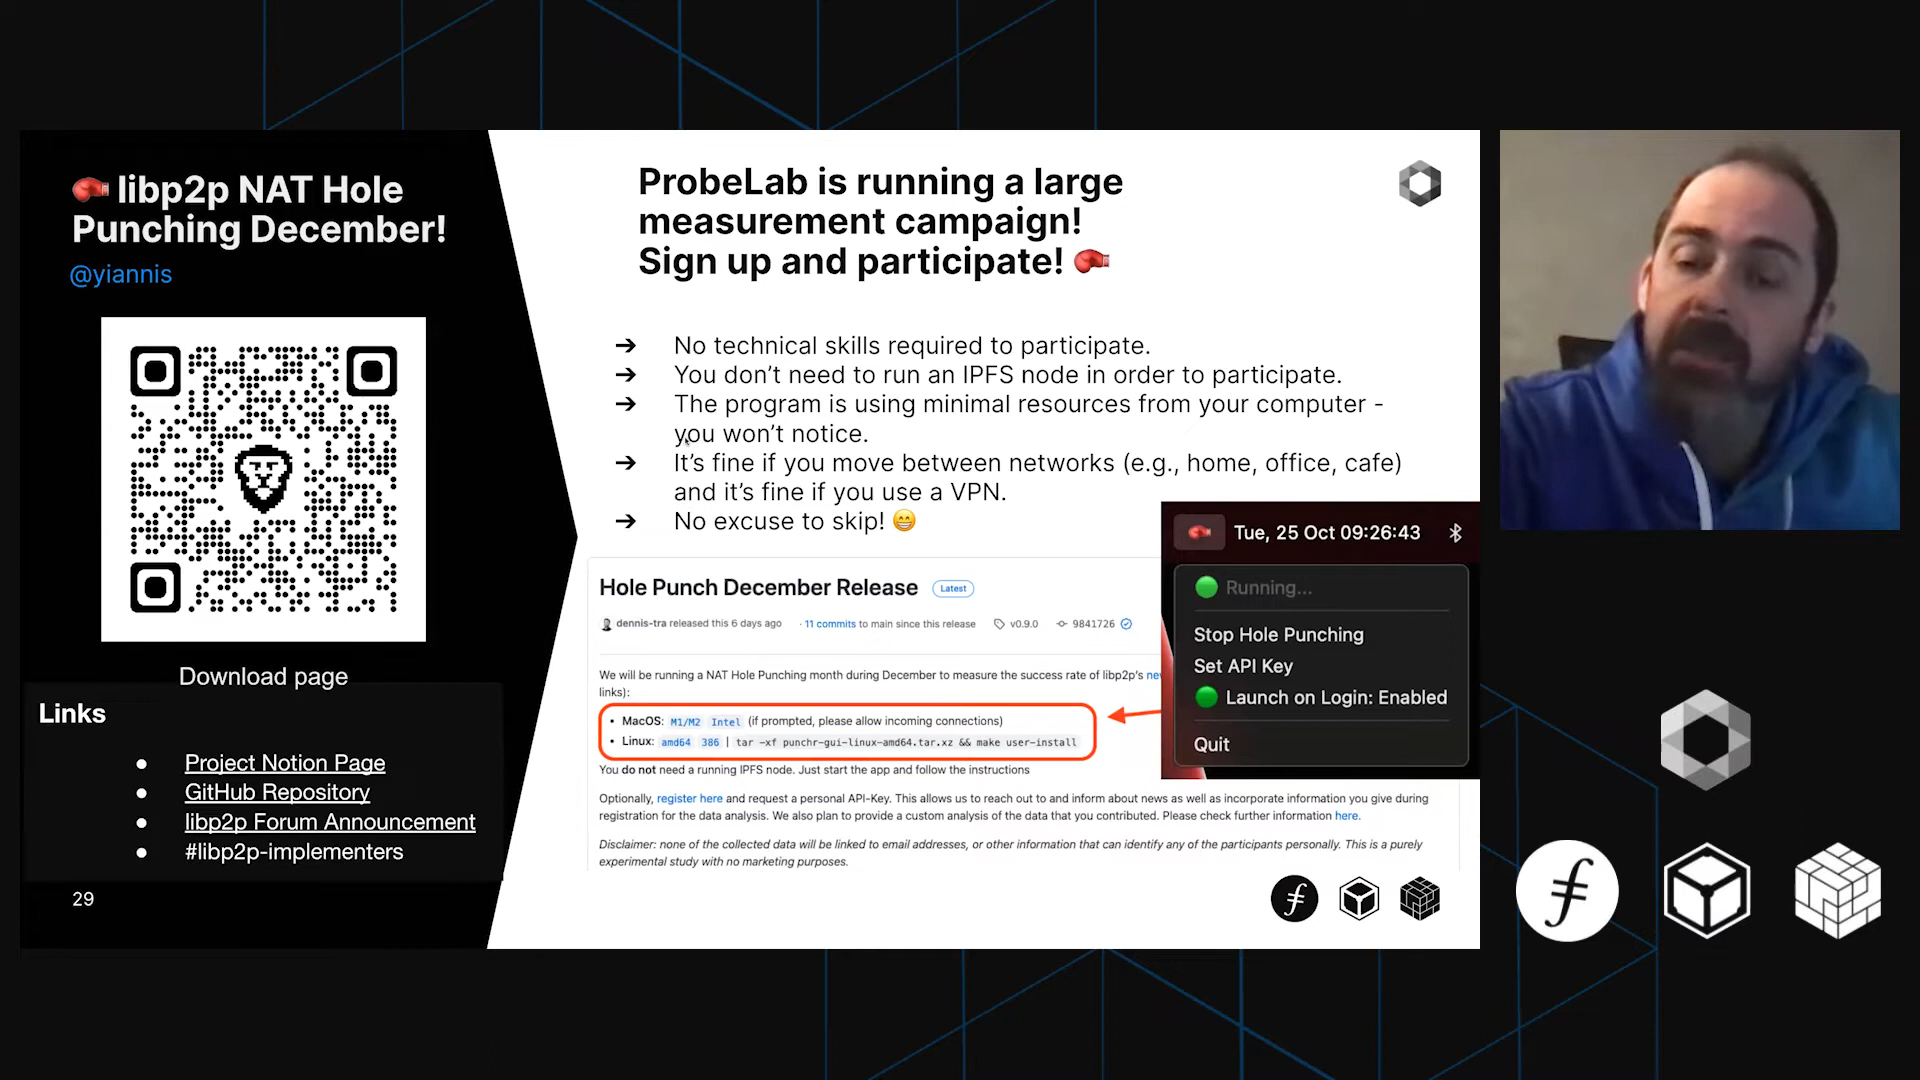 libp2p NAT Hole
Punching December!
@yiannis
Download page
Links
Project Notion Page
GitHub Repository
libp2p Forum Announcement
#libp2p-implementers
29
ProbeLab is running a large
measurement campaign!
Sign up and participate!
No technical skills required to participate.
You don't need to run an IPFS node in order to participate.
The program is using minimal resources from your computer -
you won't notice.
It's fine if you move between networks (e.g., home, office, cafe)
and it's fine if you use a VPN.
No excuse to skip!
Hole Punch December Release Latest
dennis-tra released this 6 days ago · 11 commits to main since this release v0.9.0 9841726
We will be running a NAT Hole Punching month during December to measure the success rate of libp2p's
links):
MacOS: M1/M2 Intel (if prompted, please allow incoming connections)
Linux: amd64 386 | tar -xf punchr-gui-linux-amd64.tar.xz && make user-install
You do not need a running IPFS node. Just start the app and follow the instructions
Optionally, register here and request a personal API-Key. This allows us to reach out to and inform about news as well as incorporate information you give during
registration for the data analysis. We also plan to provide a custom analysis of the data that you contributed. Please check further information here.
Disclaimer: none of the collected data will be linked to email addresses, or other information that can identify any of the participants personally. This is a purely
experimental study with no marketing purposes.
Tue, 25 Oct 09:26:43
Running...
Stop Hole Punching
Set API Key
Launch on Login: Enabled
Quit